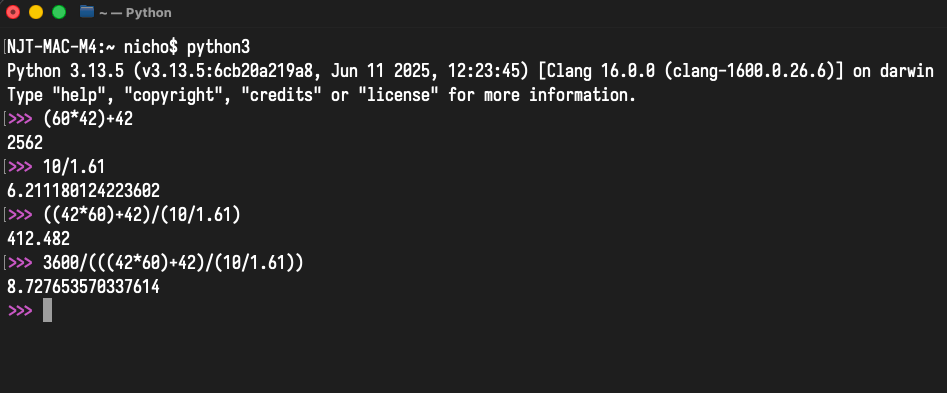 ~ — Python
NJT-MAC-M4:~ nicho$ python3
Python 3.13.5 (v3.13.5:6cb20a219a8, Jun 11 2025, 12:23:45) [Clang 16.0.0 (clang-1600.0.26.6)] on darwin
Type "help", "copyright", "credits" or "license" for more information.
>>> (60*42)+42
2562
>>> 10/1.61
6.211180124223602
>>> ((42*60)+42)/(10/1.61)
412.482
>>> 3600/(((42*60)+42)/(10/1.61))
8.727653570337614
>>>